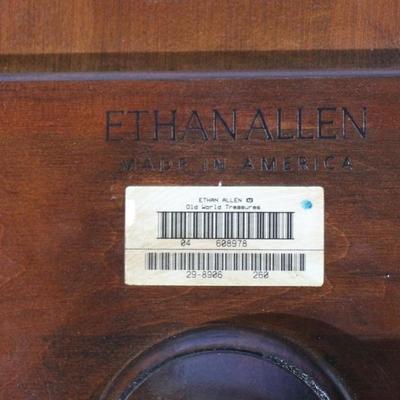 ETHAN ALLEN
MADE IN AMERICA
ETHAN ALLEN
Old World Treasures
04 608978
29-8906 260